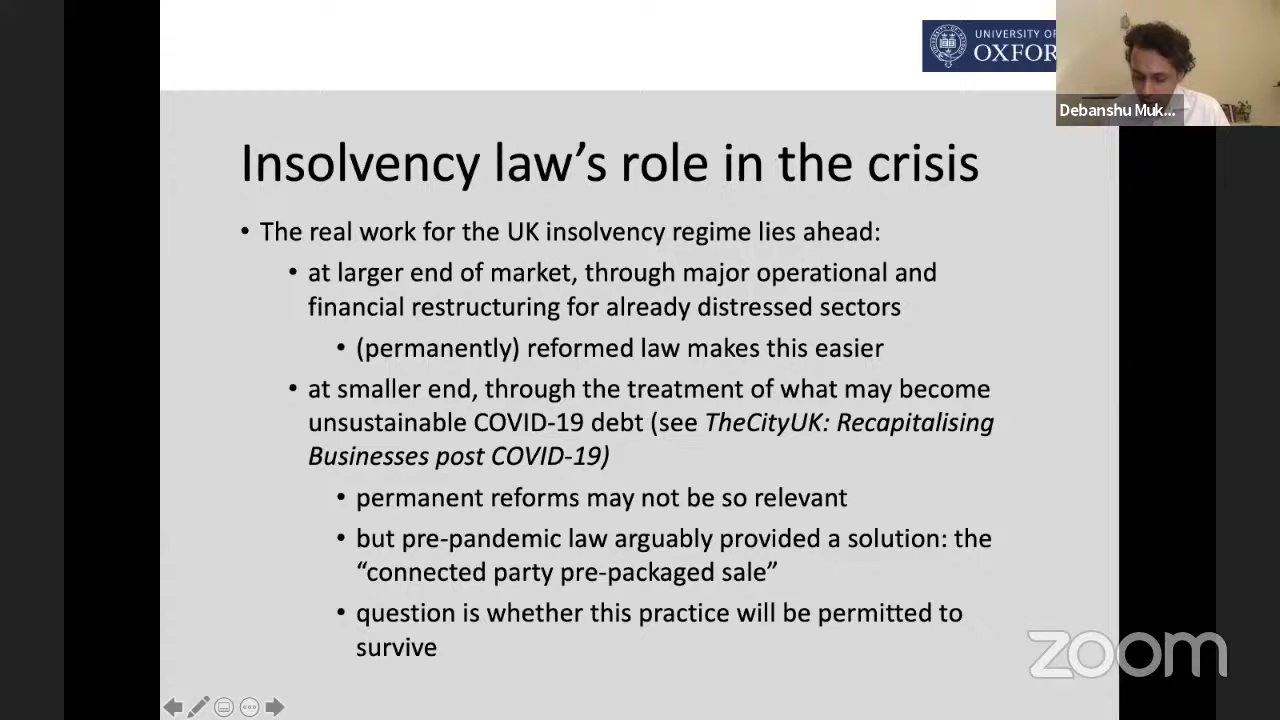 UNIVERSITY OF
OXFOR
Debanshu Muk...
Insolvency law’s role in the crisis
• The real work for the UK insolvency regime lies ahead:
• at larger end of market, through major operational and
financial restructuring for already distressed sectors
• (permanently) reformed law makes this easier
• at smaller end, through the treatment of what may become
unsustainable COVID-19 debt (see TheCityUK: Recapitalising
Businesses post COVID-19)
• permanent reforms may not be so relevant
• but pre-pandemic law arguably provided a solution: the
“connected party pre-packaged sale”
• question is whether this practice will be permitted to
survive
zoom